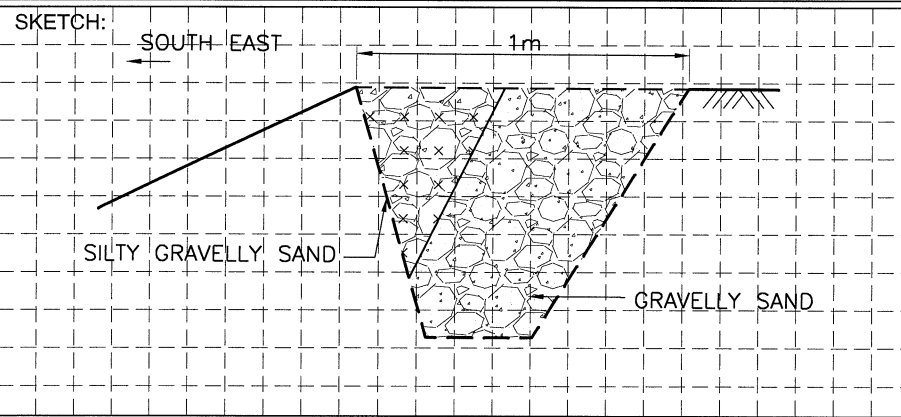 SKETCH:
SOUTH EAST
1m
SILTY GRAVELLY SAND
GRAVELLY SAND